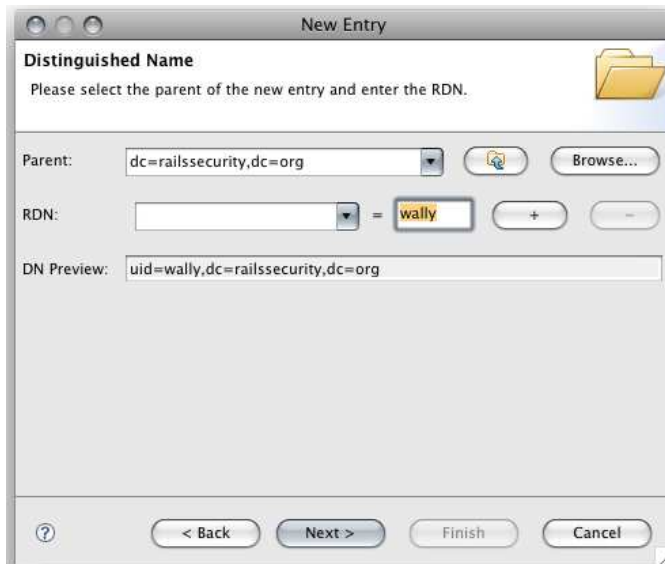 New Entry
Distinguished Name
Please select the parent of the new entry and enter the RDN.
Parent: dc=railssecurity,dc=org Browse...
RDN: = wally + −
DN Preview: uid=wally,dc=railssecurity,dc=org
? < Back Next > Finish Cancel